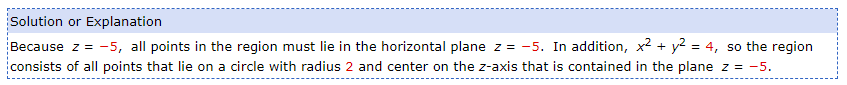 Solution or Explanation
Because z = −5, all points in the region must lie in the horizontal plane z = −5. In addition, x² + y² = 4, so the region
consists of all points that lie on a circle with radius 2 and center on the z-axis that is contained in the plane z = −5.